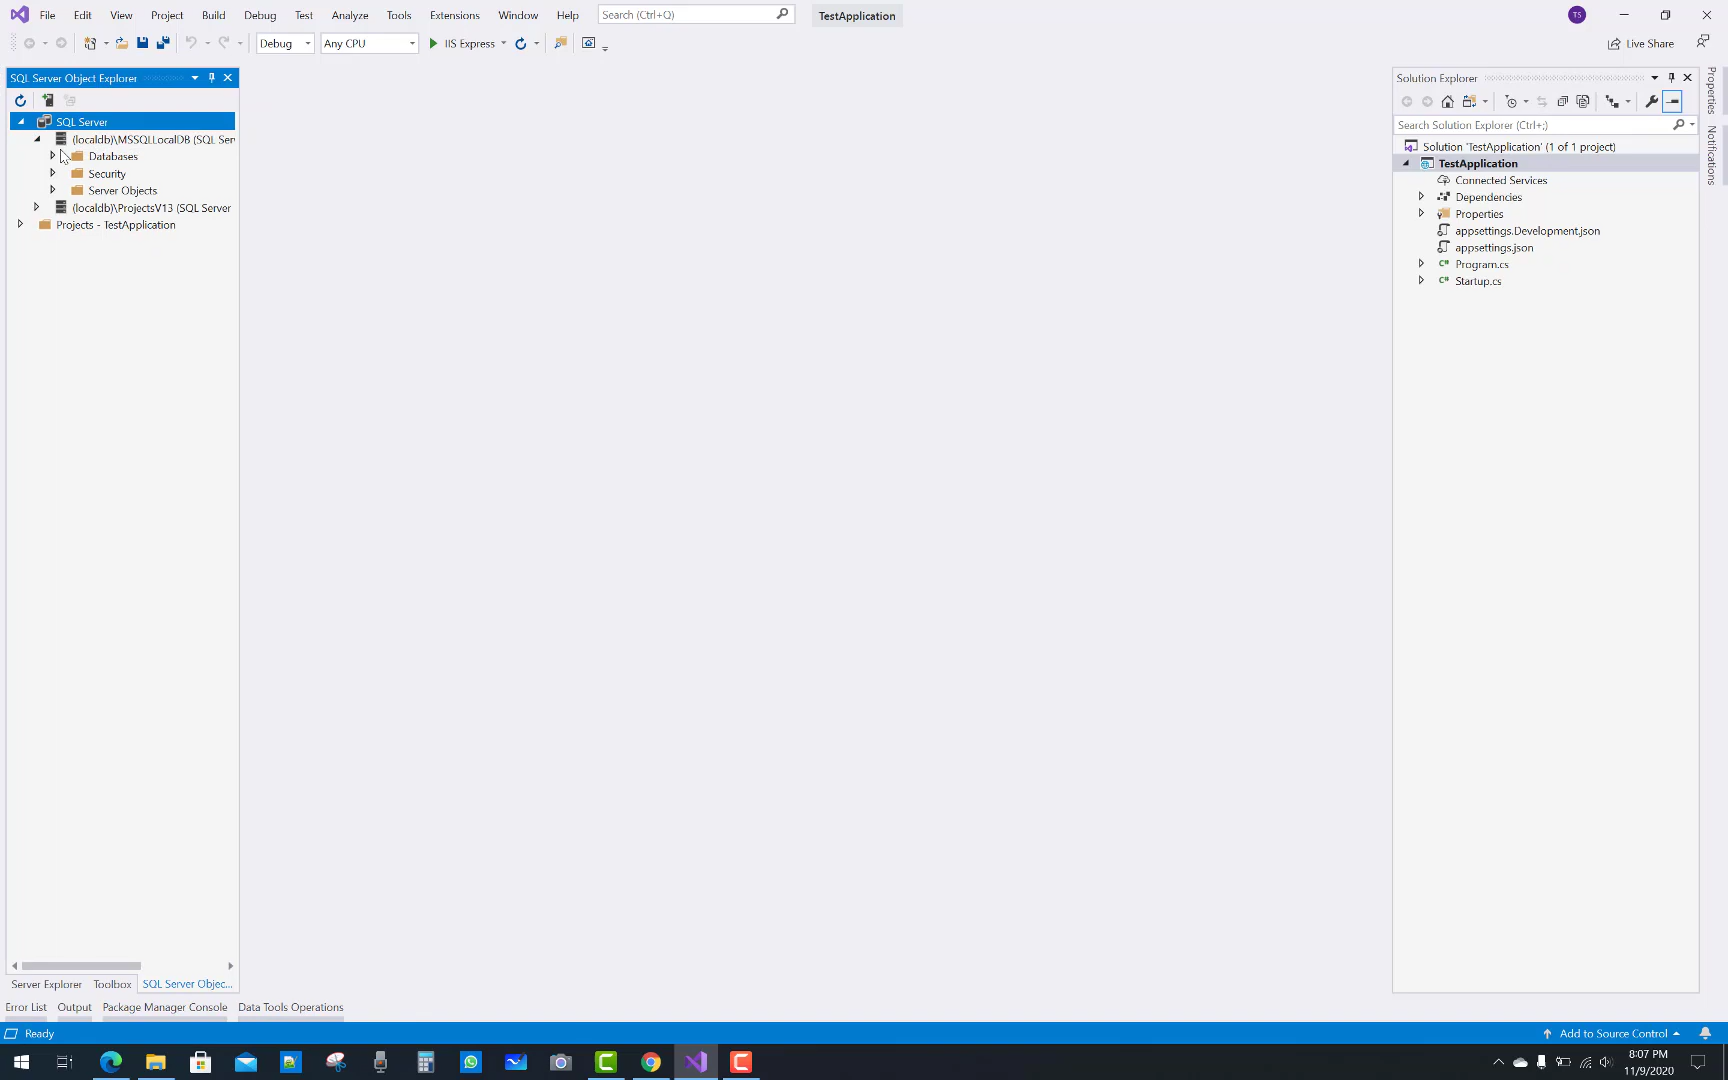 File Edit View Project Build Debug Test Analyze Tools Extensions Window Help Search (Ctrl+Q) TestApplication TS
Debug Any CPU IIS Express Live Share
SQL Server Object Explorer
SQL Server
(localdb)\MSSQLLocalDB (SQL Ser
Databases
Security
Server Objects
(localdb)\ProjectsV13 (SQL Server
Projects - TestApplication
Server Explorer Toolbox SQL Server Objec...
Solution Explorer
Search Solution Explorer (Ctrl+;)
Solution 'TestApplication' (1 of 1 project)
TestApplication
Connected Services
Dependencies
Properties
appsettings.Development.json
appsettings.json
C# Program.cs
C# Startup.cs
Properties
Notifications
Error List Output Package Manager Console Data Tools Operations
Ready Add to Source Control
8:07 PM
11/9/2020